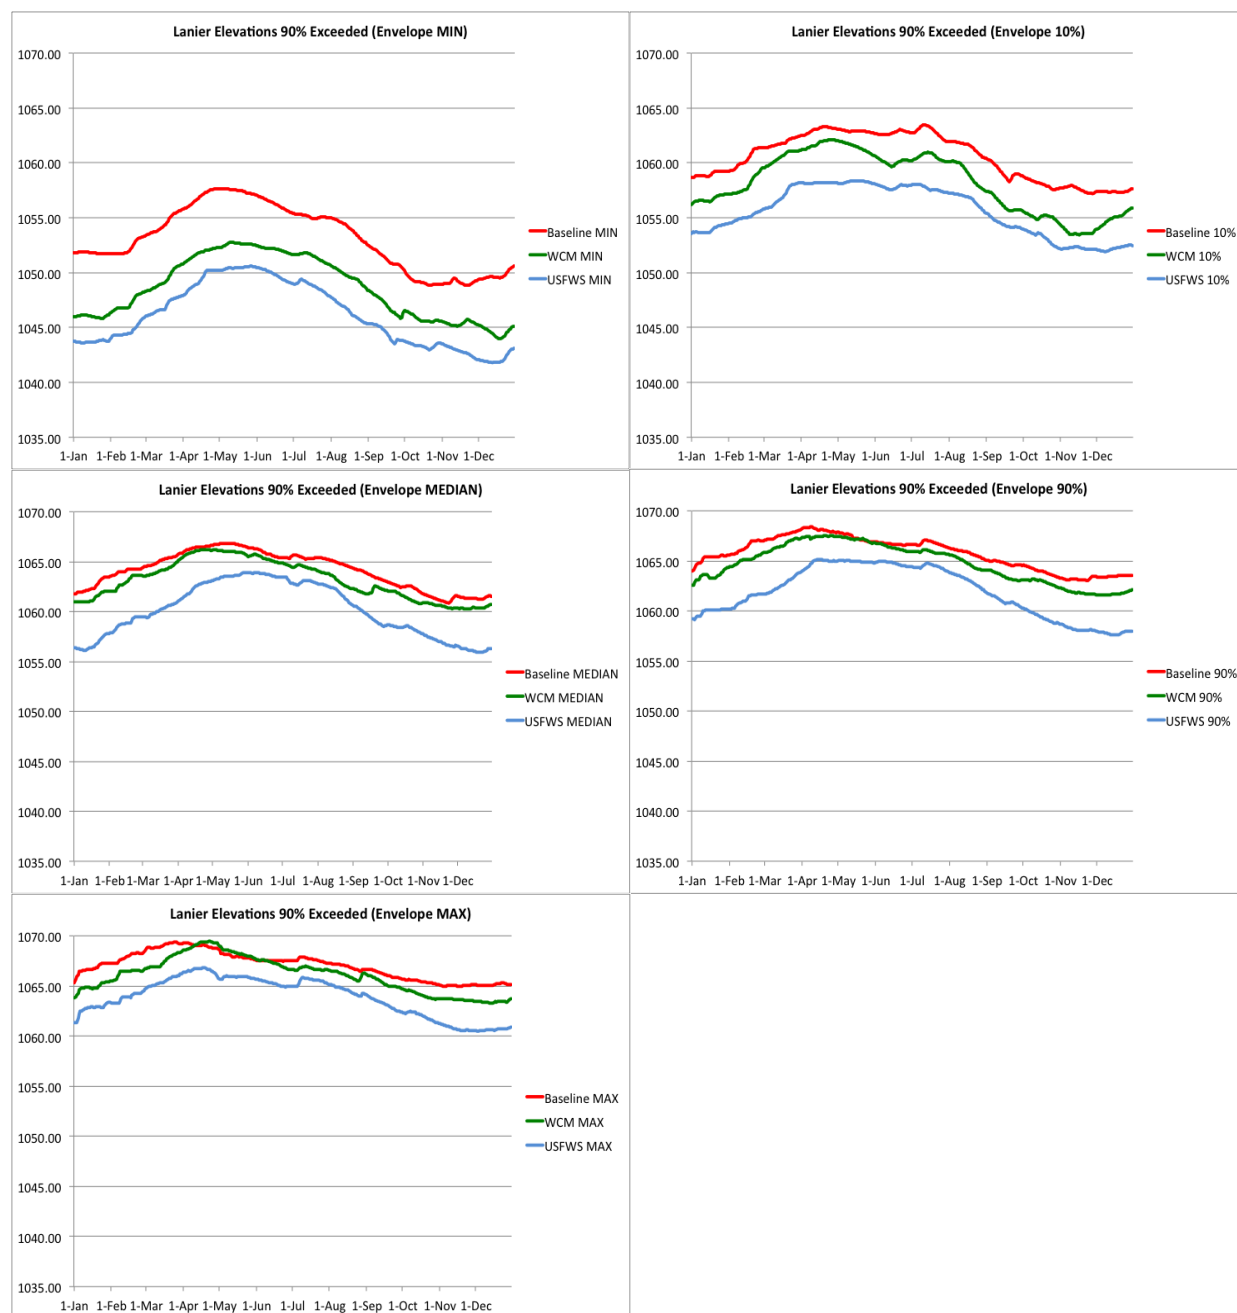 Lanier Elevations 90% Exceeded (Envelope MIN)
1070.00
1065.00
1060.00
1055.00
1050.00
1045.00
1040.00
1035.00
1-Jan 1-Feb 1-Mar 1-Apr 1-May 1-Jun 1-Jul 1-Aug 1-Sep 1-Oct 1-Nov 1-Dec
Baseline MIN
WCM MIN
USFWS MIN
Lanier Elevations 90% Exceeded (Envelope 10%)
1070.00
1065.00
1060.00
1055.00
1050.00
1045.00
1040.00
1035.00
1-Jan 1-Feb 1-Mar 1-Apr 1-May 1-Jun 1-Jul 1-Aug 1-Sep 1-Oct 1-Nov 1-Dec
Baseline 10%
WCM 10%
USFWS 10%
Lanier Elevations 90% Exceeded (Envelope MEDIAN)
1070.00
1065.00
1060.00
1055.00
1050.00
1045.00
1040.00
1035.00
1-Jan 1-Feb 1-Mar 1-Apr 1-May 1-Jun 1-Jul 1-Aug 1-Sep 1-Oct 1-Nov 1-Dec
Baseline MEDIAN
WCM MEDIAN
USFWS MEDIAN
Lanier Elevations 90% Exceeded (Envelope 90%)
1070.00
1065.00
1060.00
1055.00
1050.00
1045.00
1040.00
1035.00
1-Jan 1-Feb 1-Mar 1-Apr 1-May 1-Jun 1-Jul 1-Aug 1-Sep 1-Oct 1-Nov 1-Dec
Baseline 90%
WCM 90%
USFWS 90%
Lanier Elevations 90% Exceeded (Envelope MAX)
1070.00
1065.00
1060.00
1055.00
1050.00
1045.00
1040.00
1035.00
1-Jan 1-Feb 1-Mar 1-Apr 1-May 1-Jun 1-Jul 1-Aug 1-Sep 1-Oct 1-Nov 1-Dec
Baseline MAX
WCM MAX
USFWS MAX